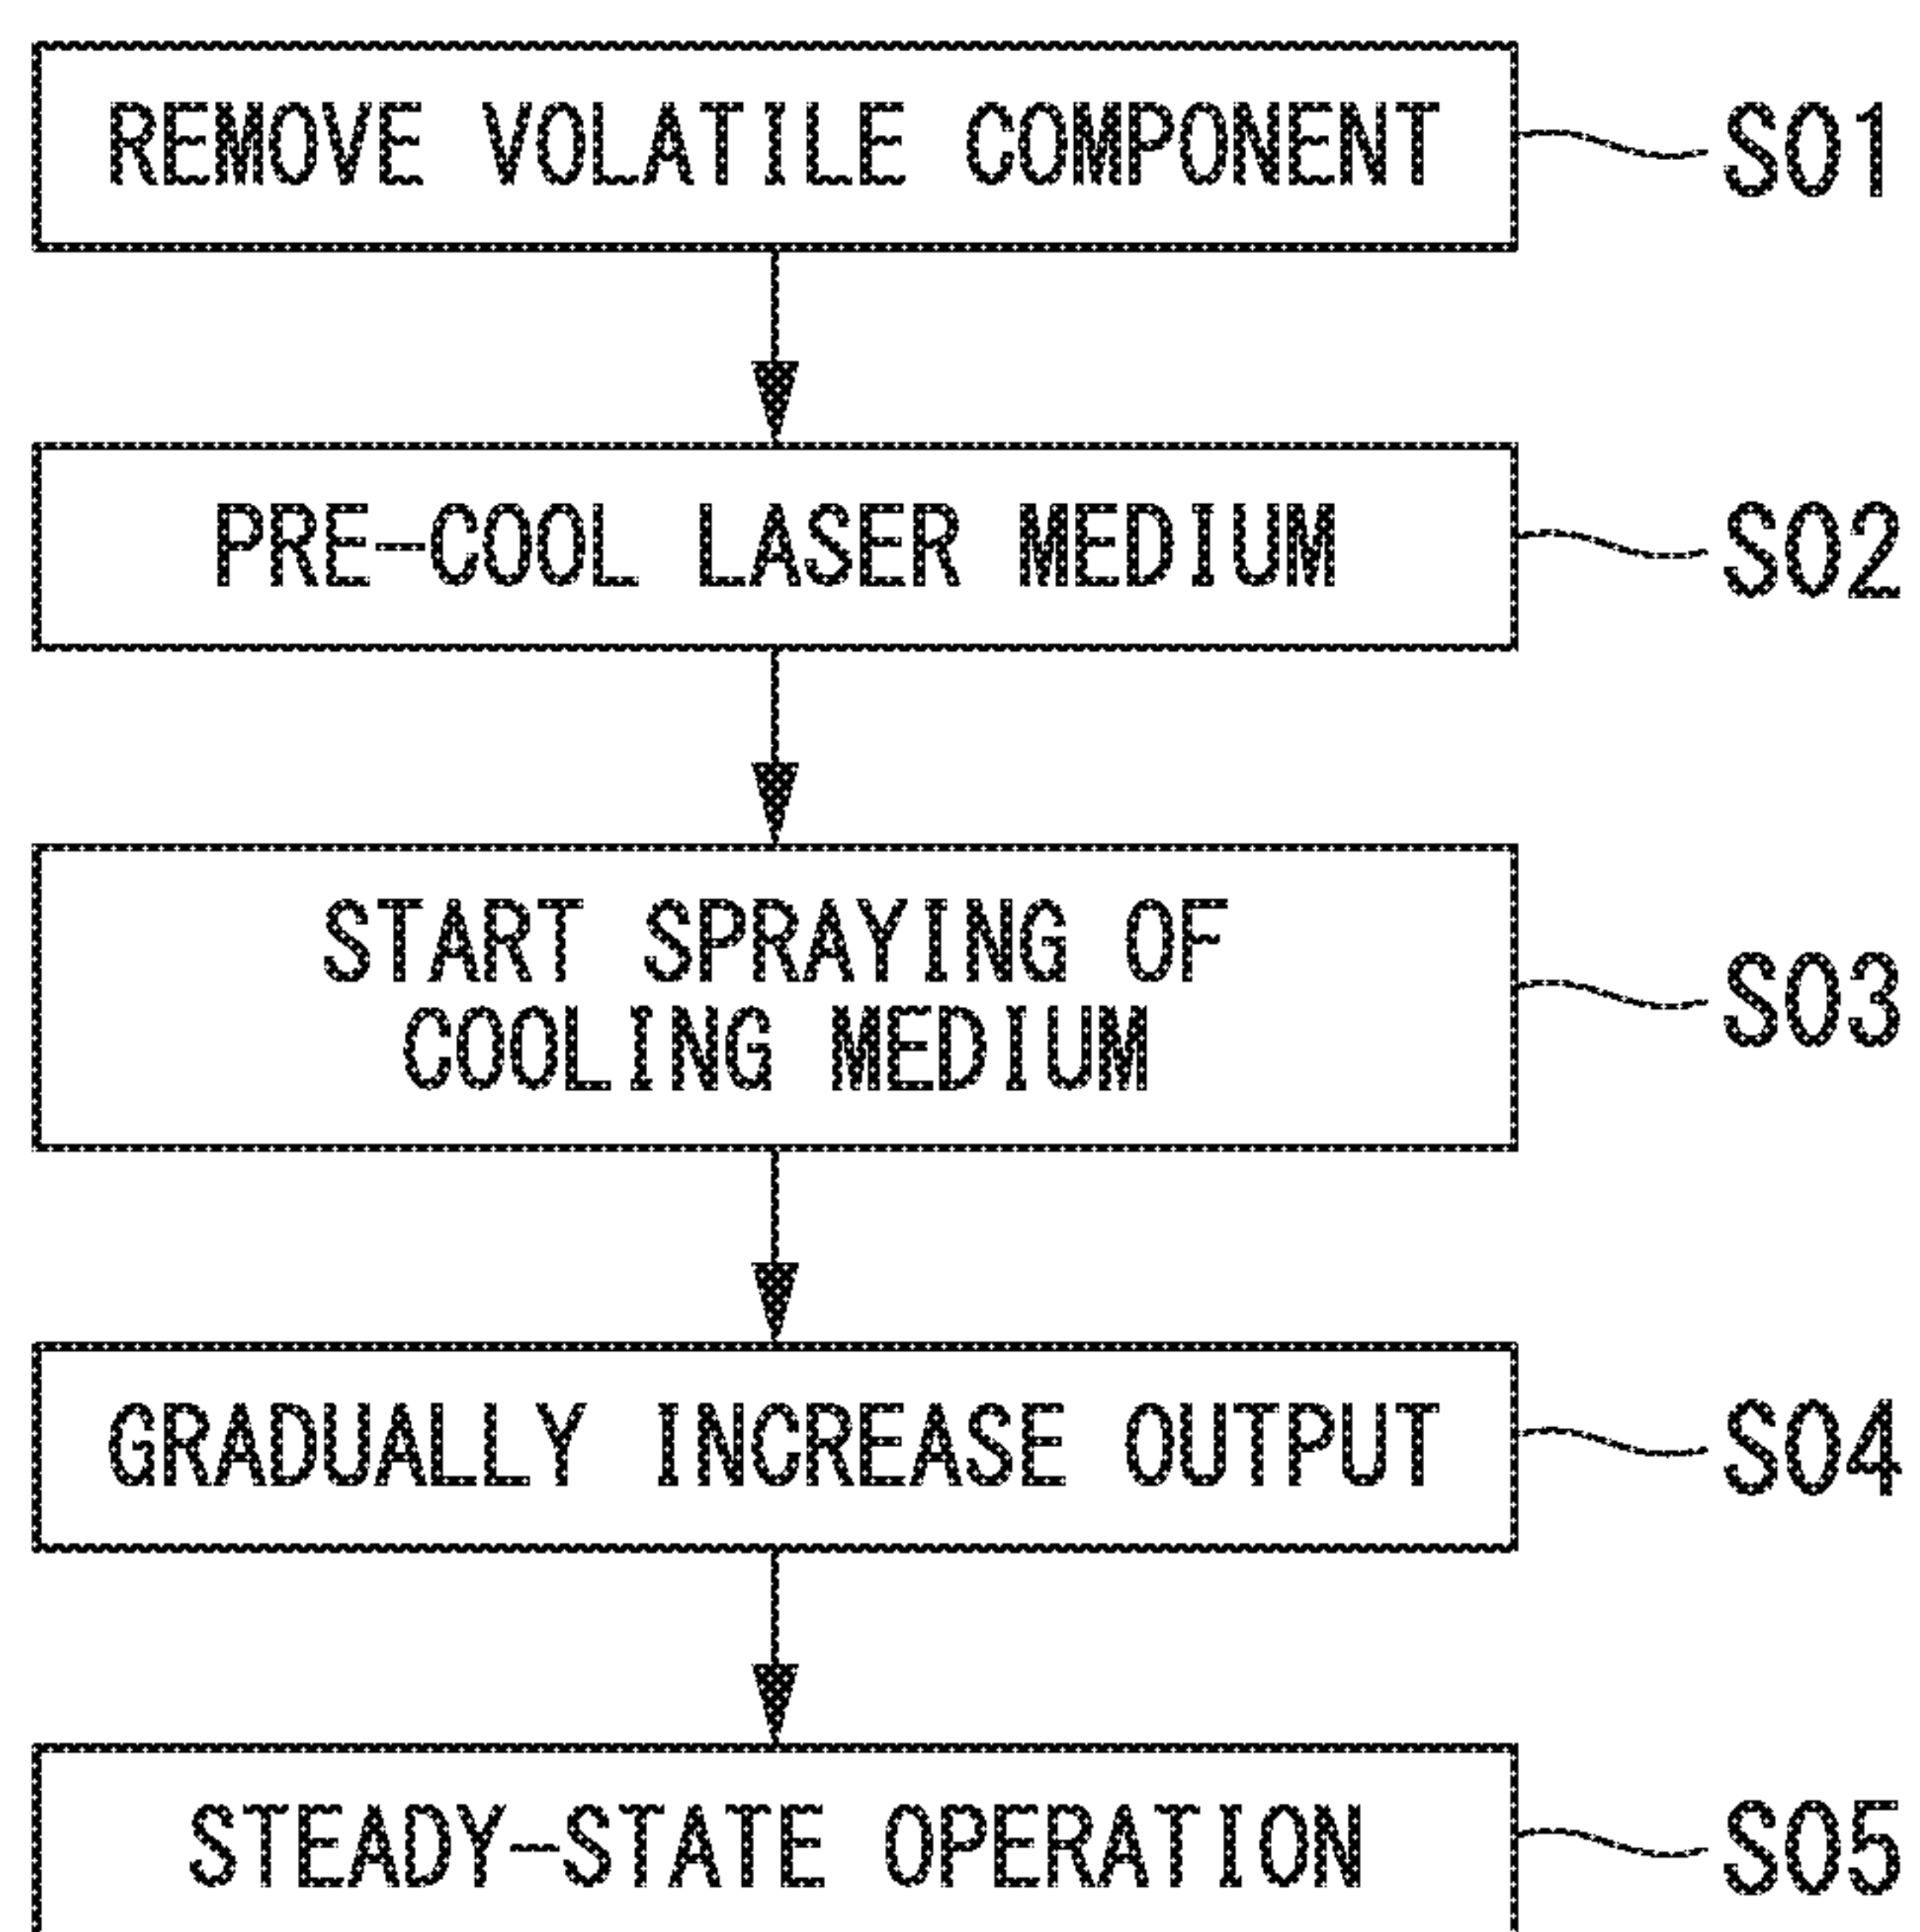 REMOVE VOLATILE COMPONENT
S01
PRE-COOL LASER MEDIUM
S02
START SPRAYING OF
COOLING MEDIUM
S03
GRADUALLY INCREASE OUTPUT
S04
STEADY-STATE OPERATION
S05